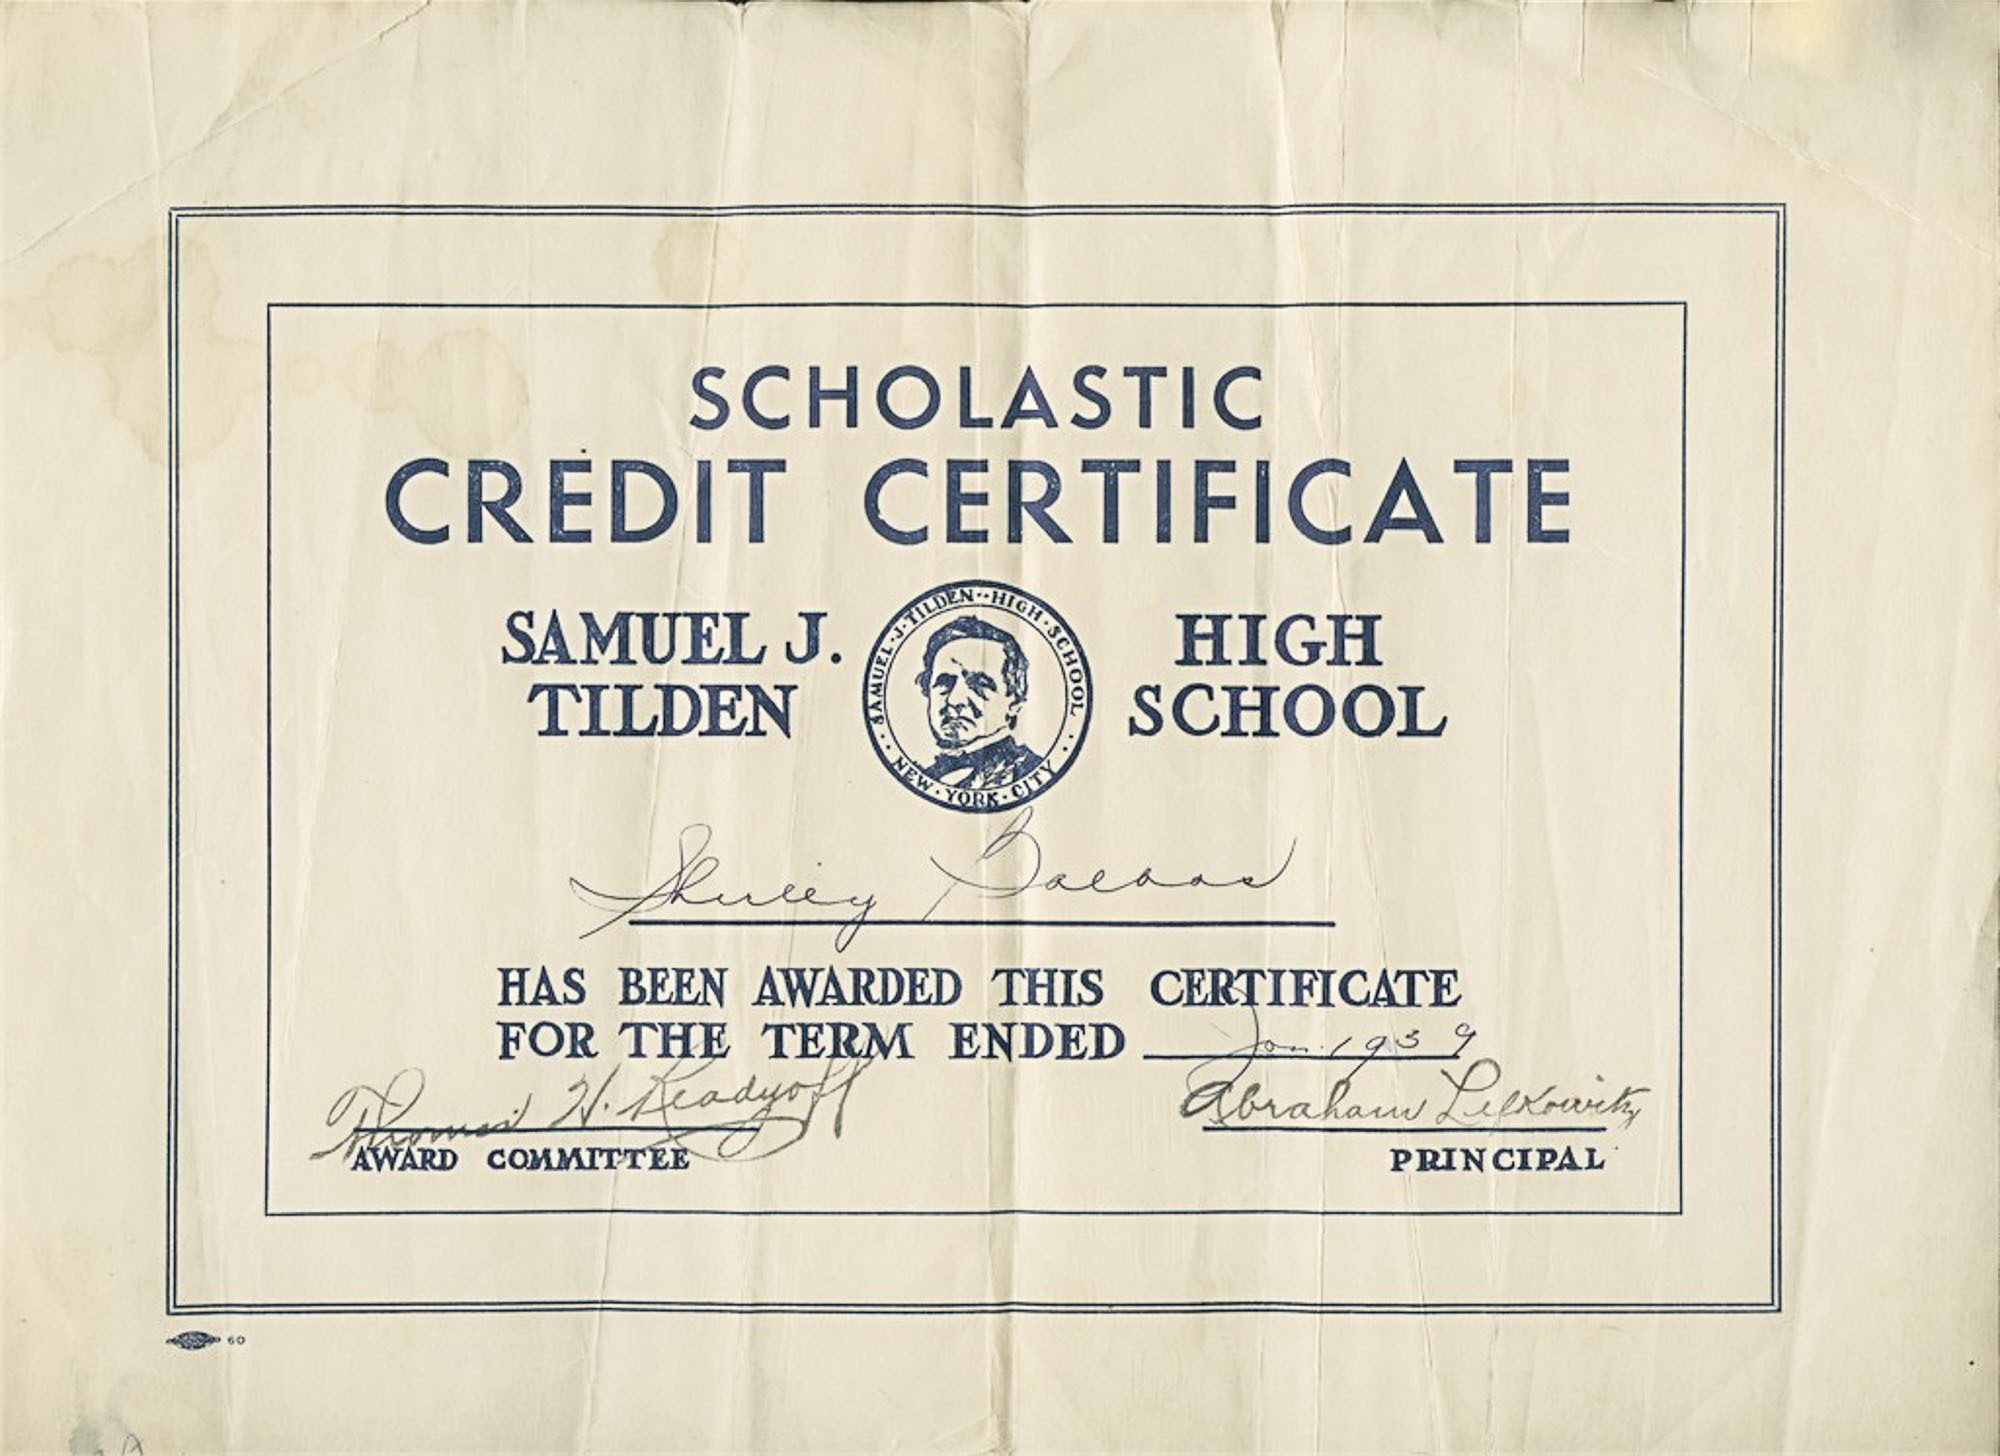 SCHOLASTIC
CREDIT CERTIFICATE
SAMUEL J. TILDEN
SAMUEL · J · TILDEN · · HIGH · SCHOOL · · NEW · YORK · CITY · ·
HIGH SCHOOL
Shirley
HAS BEEN AWARDED THIS CERTIFICATE
FOR THE TERM ENDED Jan. 1939
Thomas H. Abraham Lefkowitz
AWARD COMMITTEE PRINCIPAL
60